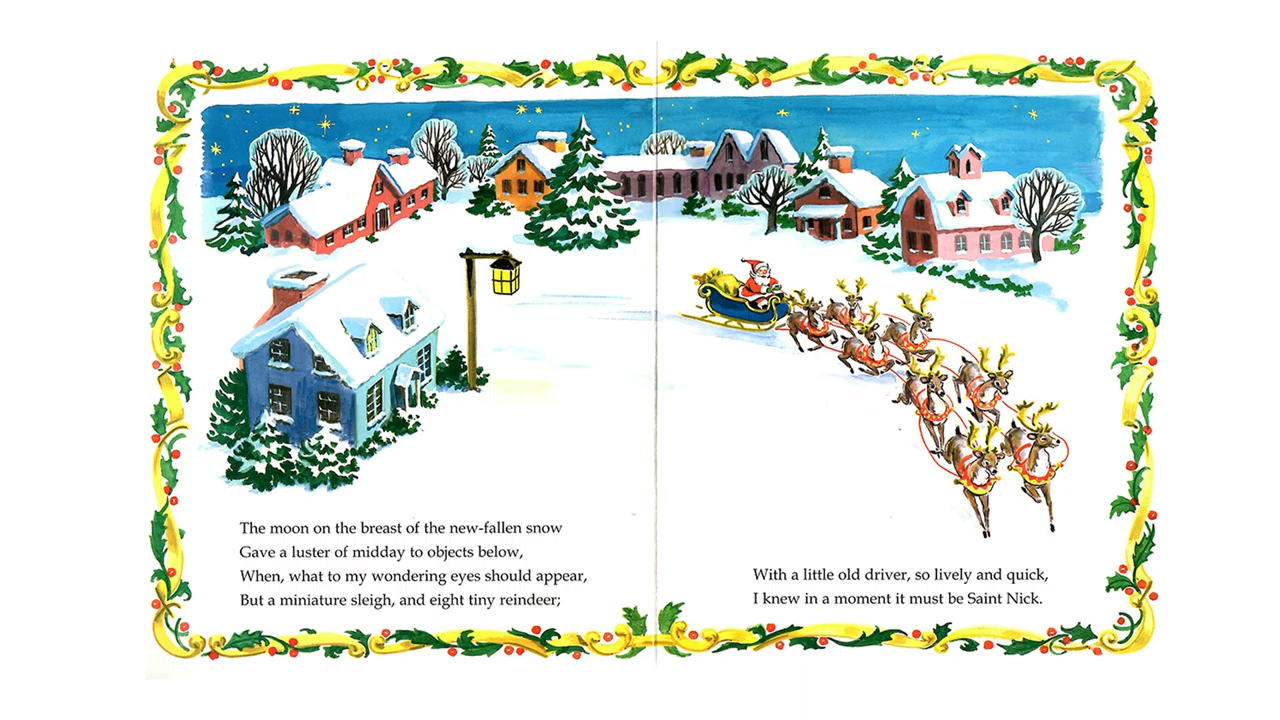 The moon on the breast of the new-fallen snow
Gave a luster of midday to objects below,
When, what to my wondering eyes should appear,
But a miniature sleigh, and eight tiny reindeer;
With a little old driver, so lively and quick,
I knew in a moment it must be Saint Nick.